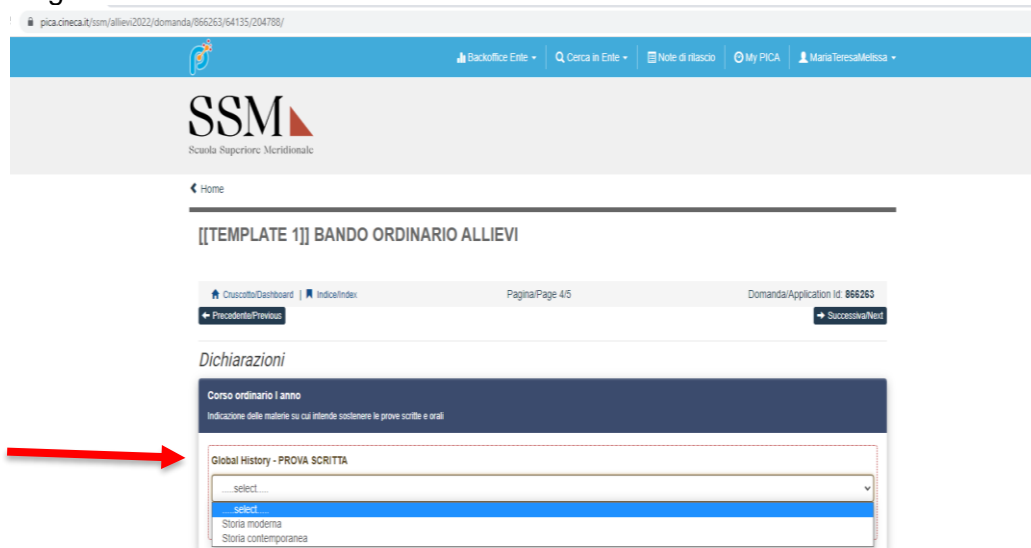 pica.cineca.it/ssm/allievi2022/domanda/866263/64135/204788/
Backoffice Ente Cerca in Ente Note di rilascio My PICA MariaTeresaMelissa
SSM
Scuola Superiore Meridionale
Home
[[TEMPLATE 1]] BANDO ORDINARIO ALLIEVI
Cruscotto/Dashboard | Indice/Index Pagina/Page 4/5 Domanda/Application Id: 866263
Precedente/Previous Successiva/Next
Dichiarazioni
Corso ordinario I anno
Indicazione delle materie su cui intende sostenere le prove scritte e orali
Global History - PROVA SCRITTA
.....select.....
.....select.....
Storia moderna
Storia contemporanea